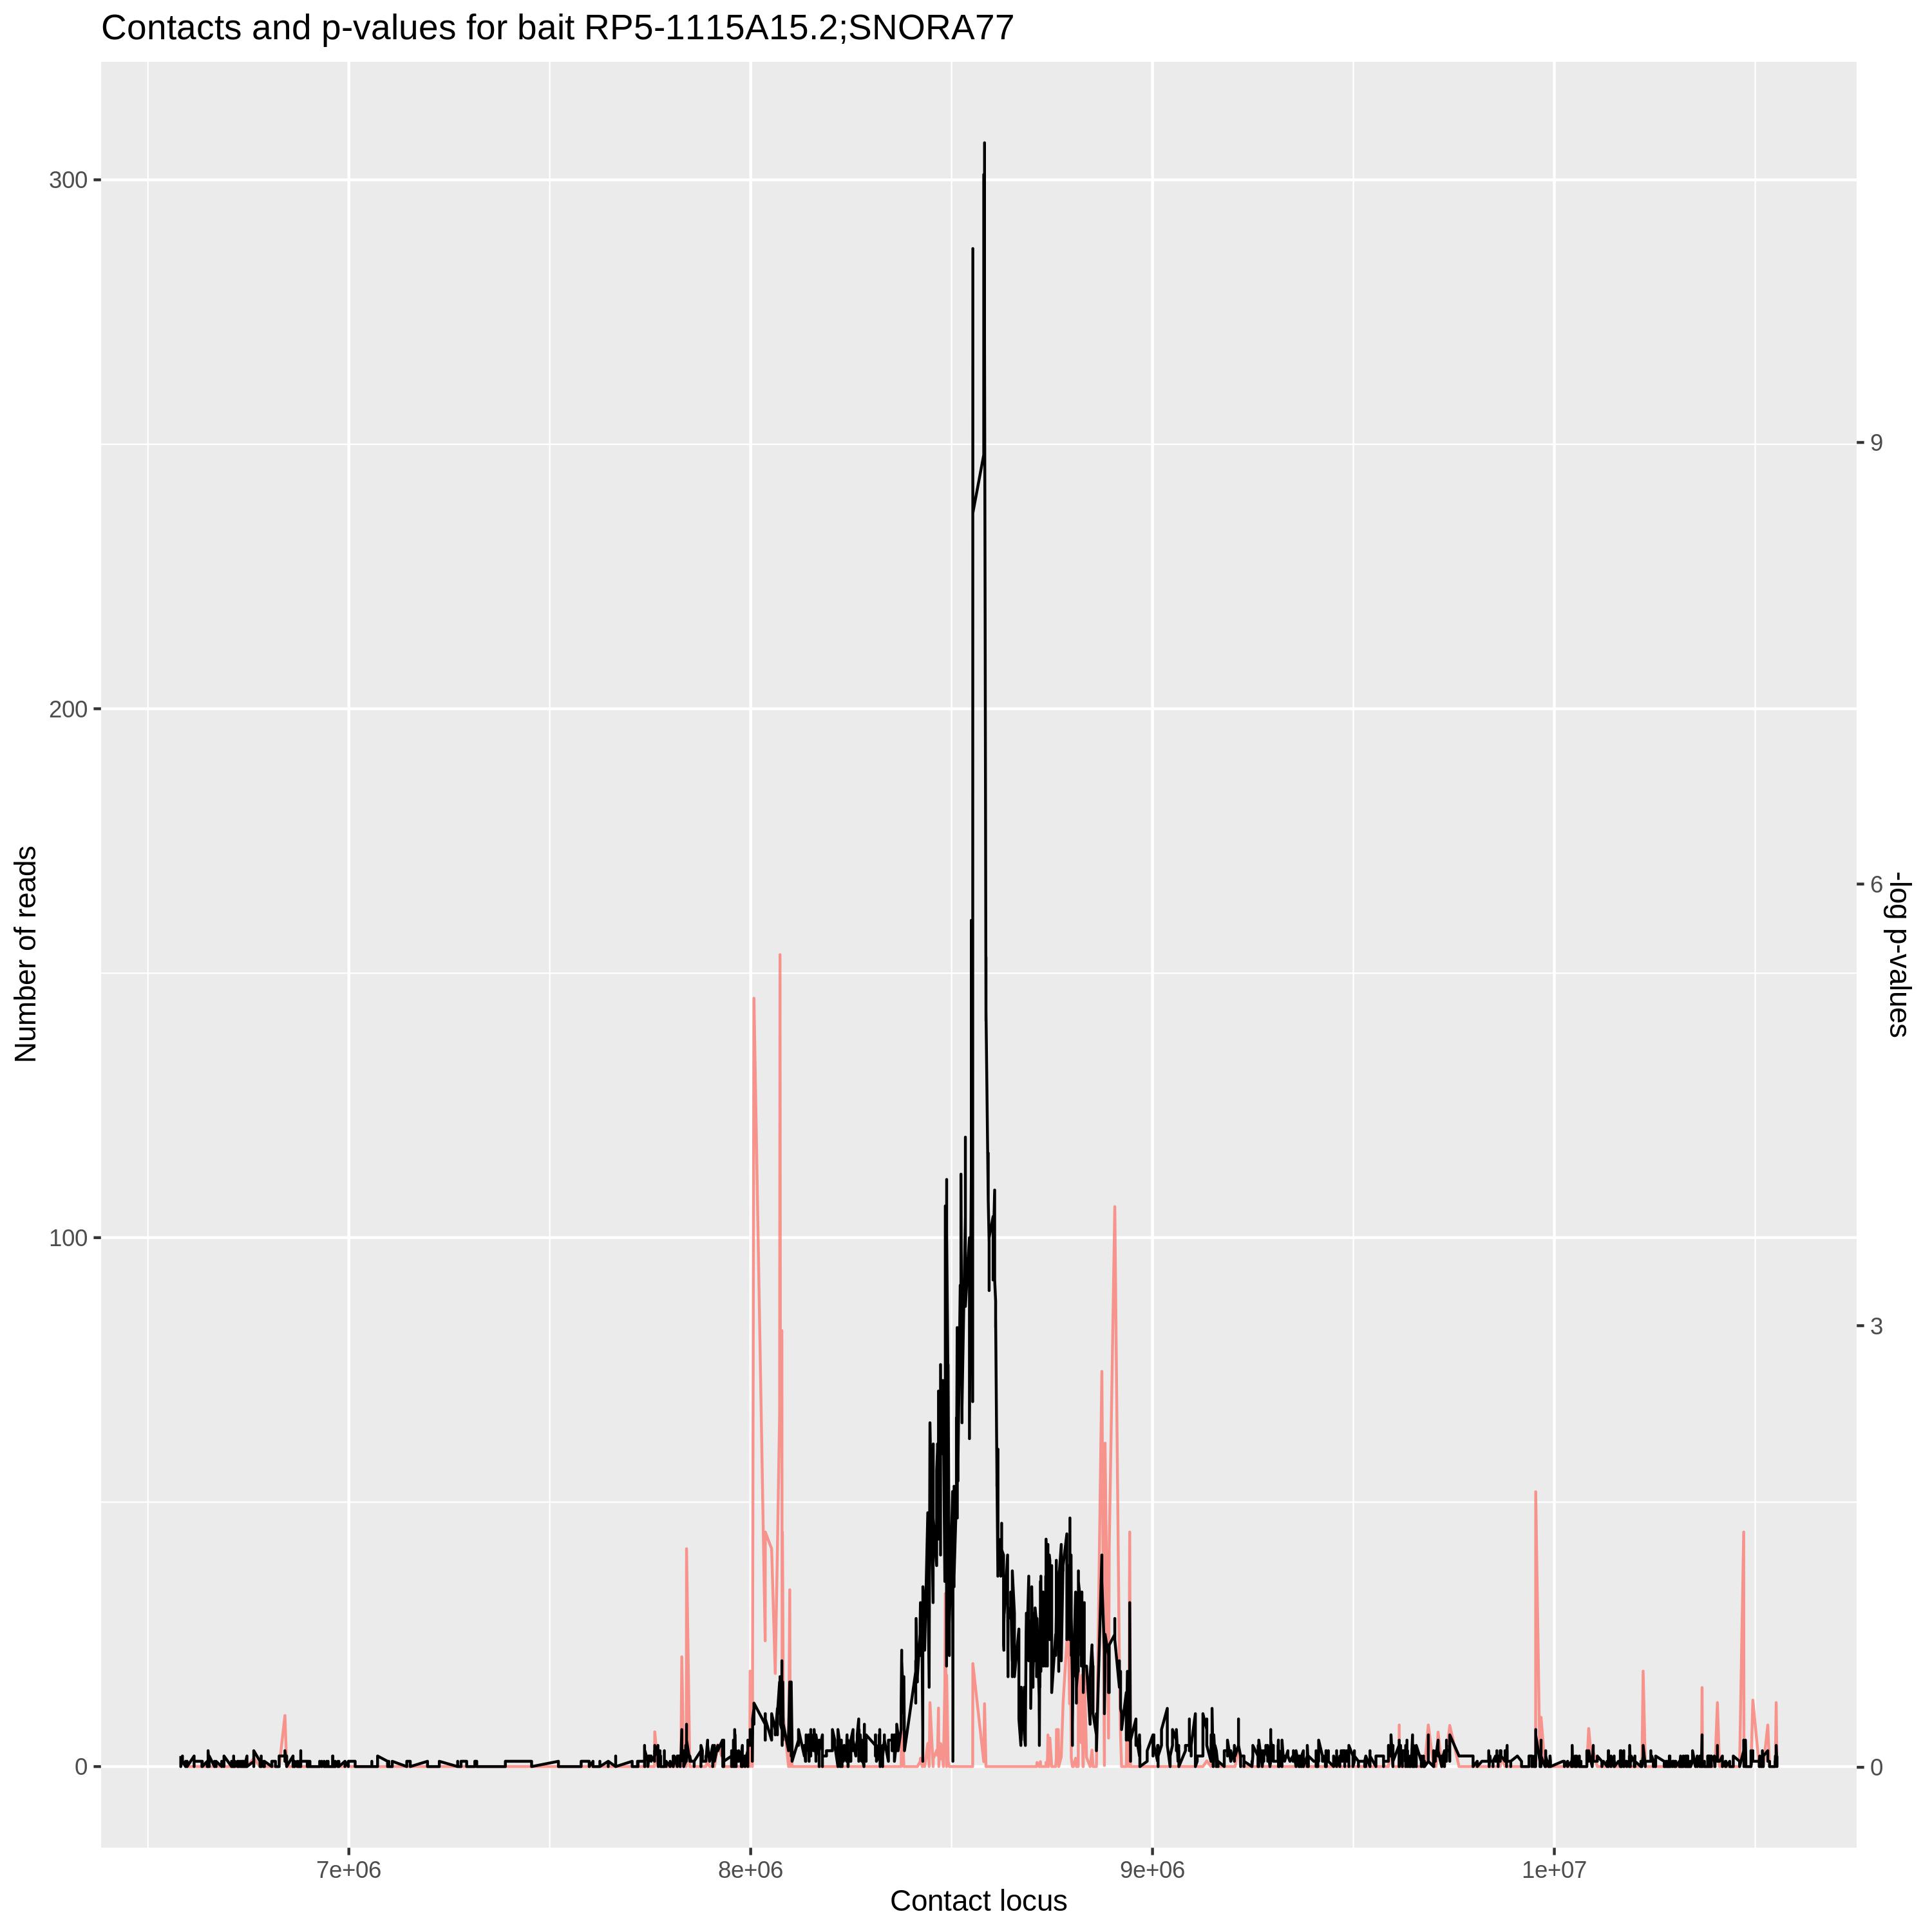 Contacts and p-values for bait RP5-1115A15.2;SNORA77
300
200
100
0
Number of reads
9
6
3
0
-log p-values
7e+06
8e+06
9e+06
1e+07
Contact locus